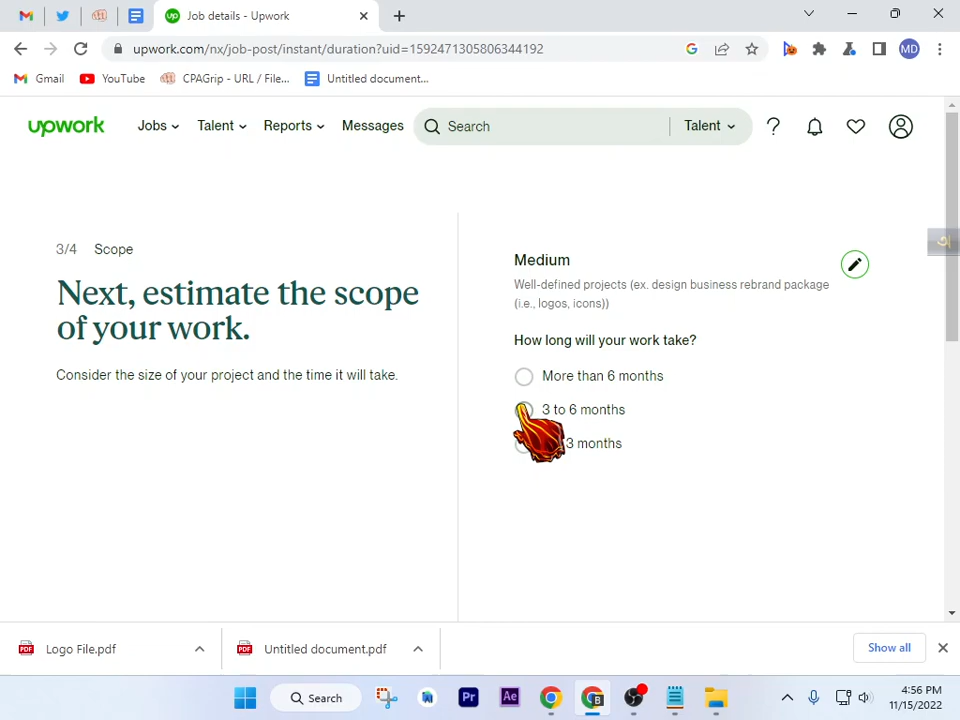 Job details - Upwork
upwork.com/nx/job-post/instant/duration?uid=1592471305806344192
MD
Gmail
YouTube
CPAGrip - URL / File...
Untitled document...
upwork
Jobs
Talent
Reports
Messages
Search
Talent
3/4 Scope
Next, estimate the scope
of your work.
Consider the size of your project and the time it will take.
Medium
Well-defined projects (ex. design business rebrand package
(i.e., logos, icons))
How long will your work take?
More than 6 months
3 to 6 months
3 months
Logo File.pdf
Untitled document.pdf
Show all
Search
Pr
Ae
4:56 PM
11/15/2022